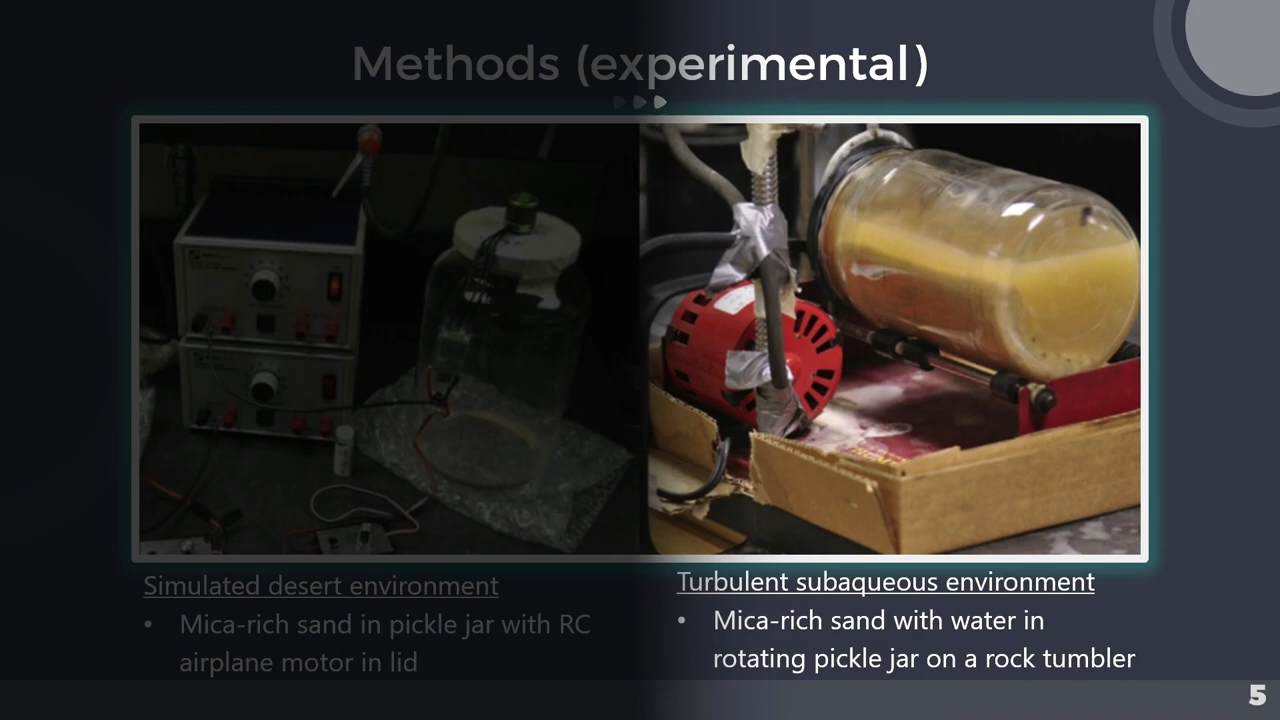 Methods (experimental)
Simulated desert environment
• Mica-rich sand in pickle jar with RC
airplane motor in lid
Turbulent subaqueous environment
• Mica-rich sand with water in
rotating pickle jar on a rock tumbler
5